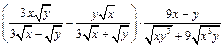 (3x√y / (3√x − √y) − y√x / (3√x + √y)) · (9x − y) / (√(xy³) + 9√(x³y))